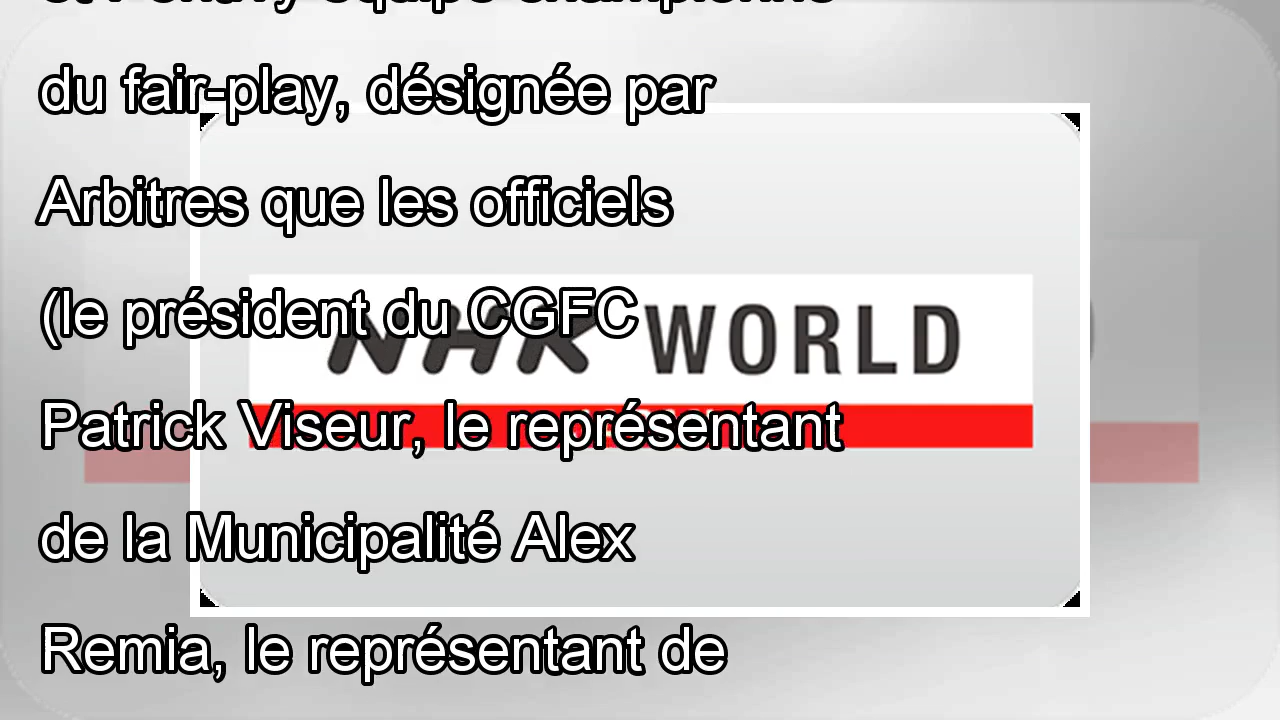 du fair-play, désignée par
Arbitres que les officiels
(le président du CGFC
NHK WORLD
Patrick Viseur, le représentant
de la Municipalité Alex
Remia, le représentant de